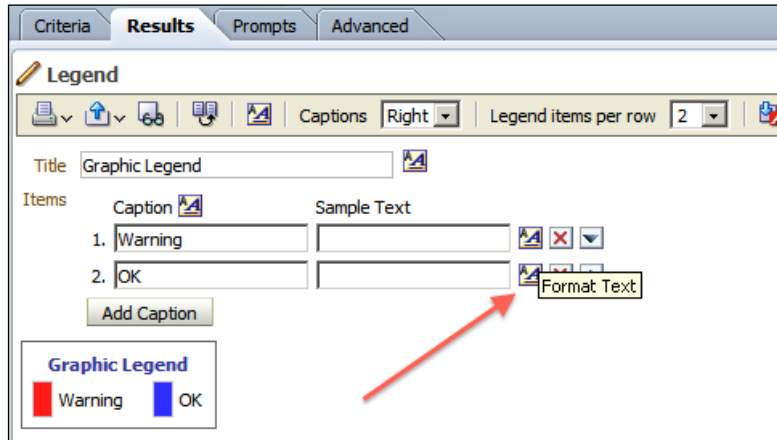 Criteria Results Prompts Advanced
Legend
Captions Right Legend items per row 2
Title Graphic Legend
Items Caption Sample Text
1. Warning
2. OK
Format Text
Add Caption
Graphic Legend
Warning OK